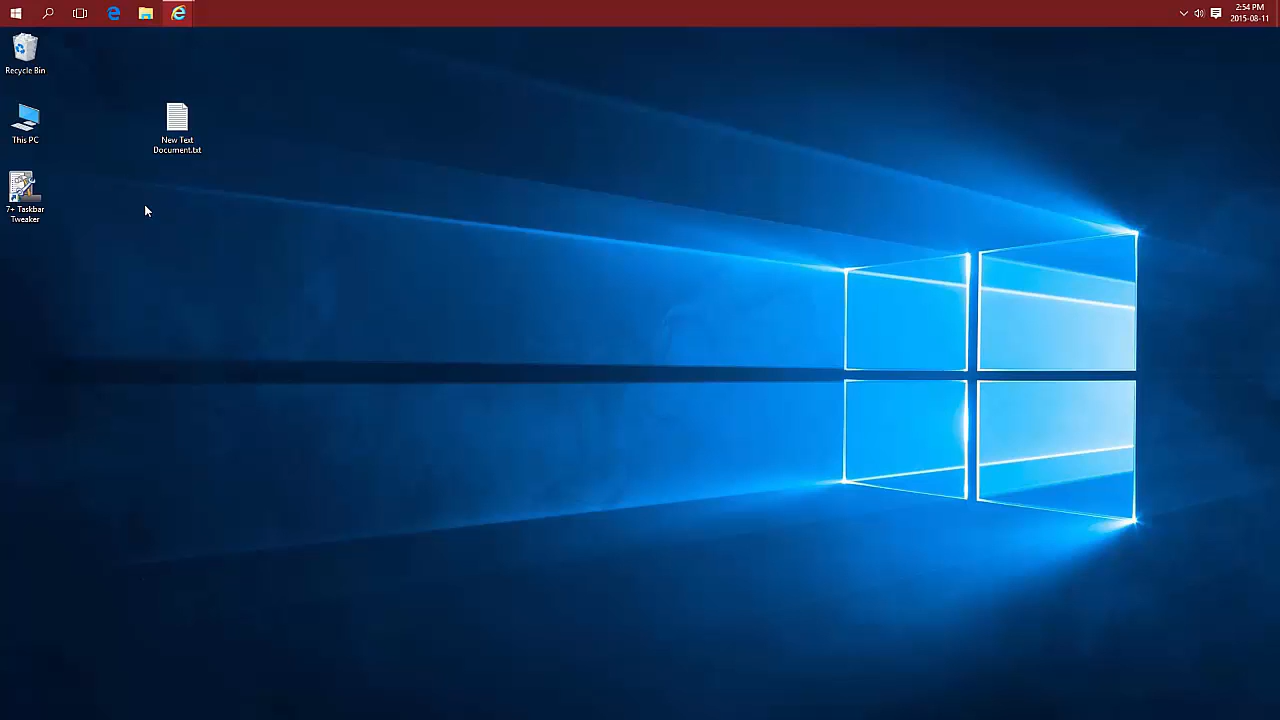 2:54 PM
2015-08-11
Recycle Bin
This PC
New Text
Document.txt
7+ Taskbar
Tweaker